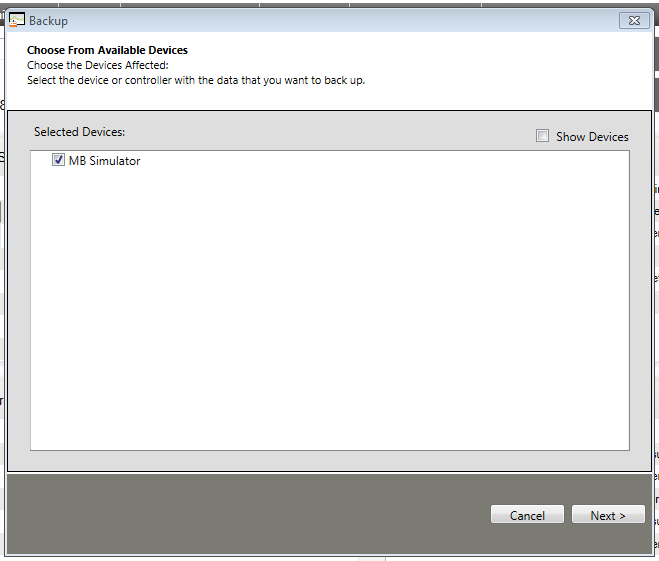 Backup
Choose From Available Devices
Choose the Devices Affected:
Select the device or controller with the data that you want to back up.
Selected Devices:
Show Devices
MB Simulator
Cancel
Next >